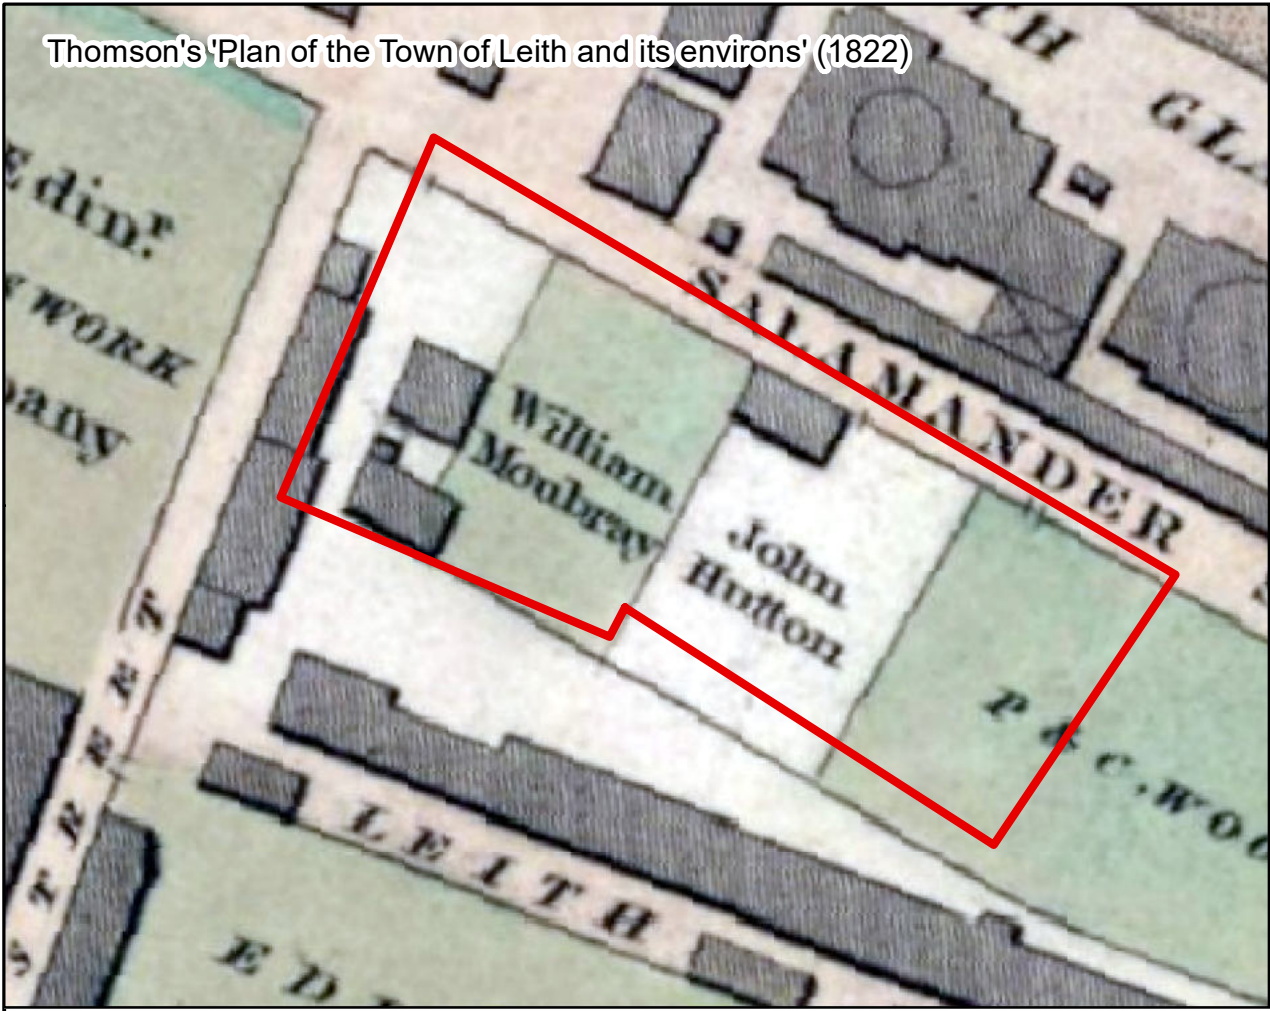 Thomson's 'Plan of the Town of Leith and its environs' (1822)
TH
GL
Edinr.
WORK
pany
SALAMANDER S
William
Moubray
John
Hutton
P & C. WOO
STREET
LEITH
ED